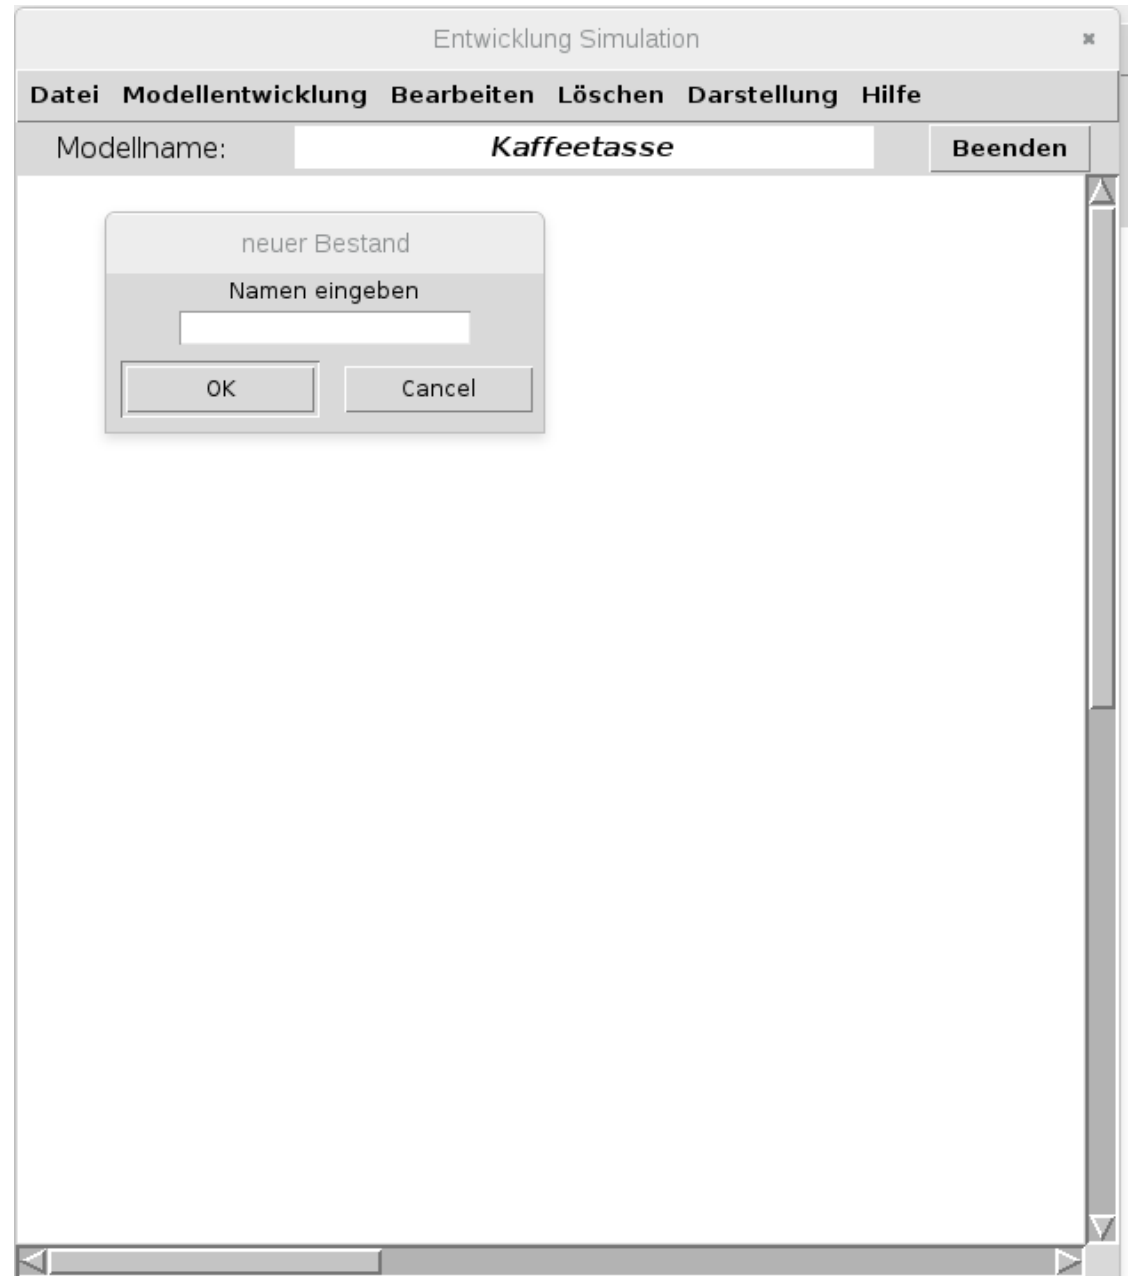 Entwicklung Simulation
Datei Modellentwicklung Bearbeiten Löschen Darstellung Hilfe
Modellname: Kaffeetasse Beenden
neuer Bestand
Namen eingeben
OK Cancel